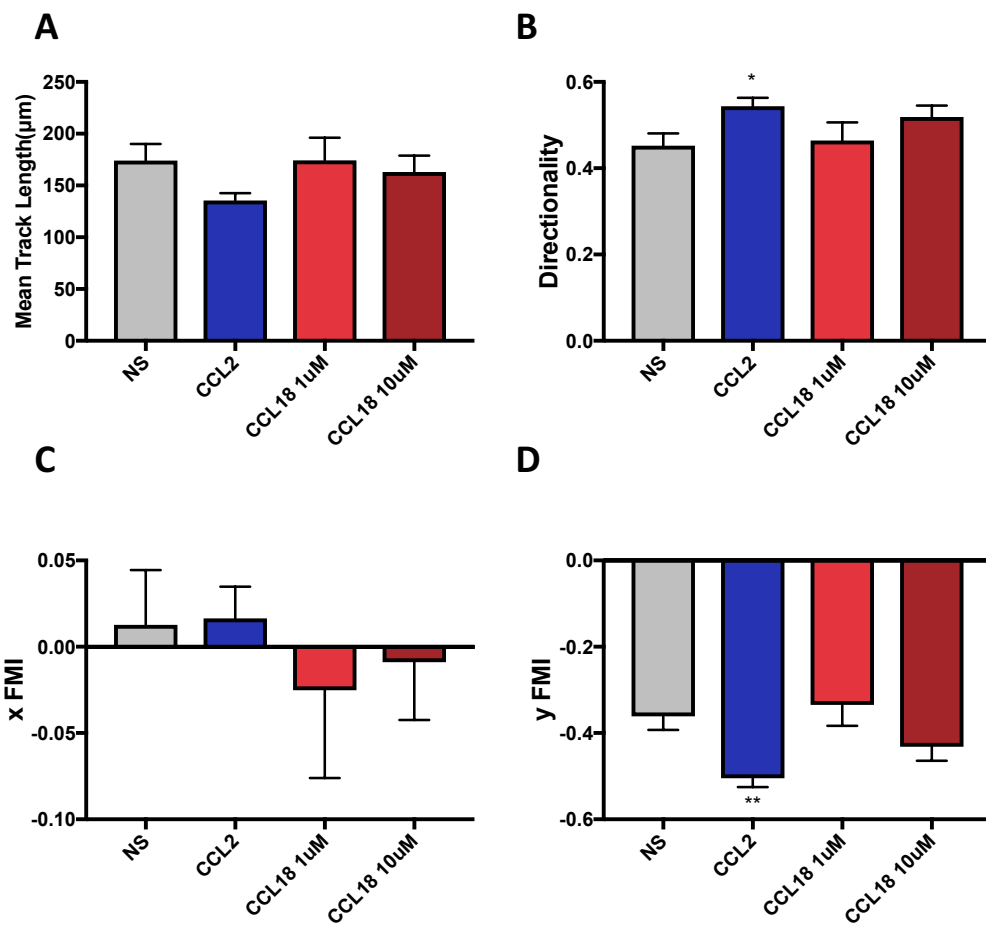 A
Mean Track Length(µm)
250
200
150
100
50
0
NS
CCL2
CCL18 1uM
CCL18 10uM
B
Directionality
0.6
0.4
0.2
0.0
*
NS
CCL2
CCL18 1uM
CCL18 10uM
C
x FMI
0.05
0.00
-0.05
-0.10
NS
CCL2
CCL18 1uM
CCL18 10uM
D
y FMI
0.0
-0.2
-0.4
-0.6
**
NS
CCL2
CCL18 1uM
CCL18 10uM